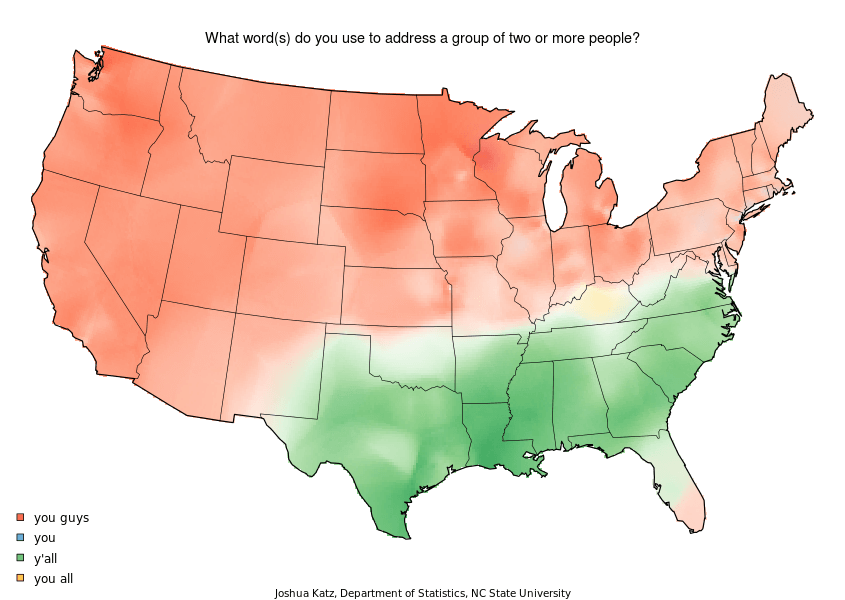 What word(s) do you use to address a group of two or more people?
you guys
you
y'all
you all
Joshua Katz, Department of Statistics, NC State University